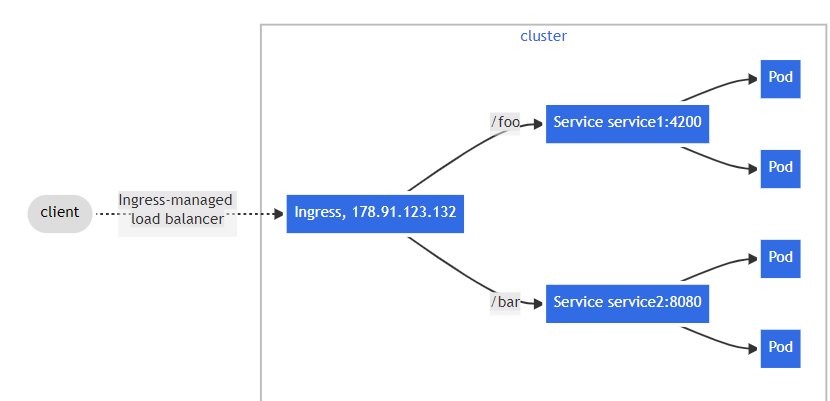 cluster
Pod
/foo
Service service1:4200
Pod
Ingress-managed
load balancer
client
Ingress, 178.91.123.132
Pod
/bar
Service service2:8080
Pod